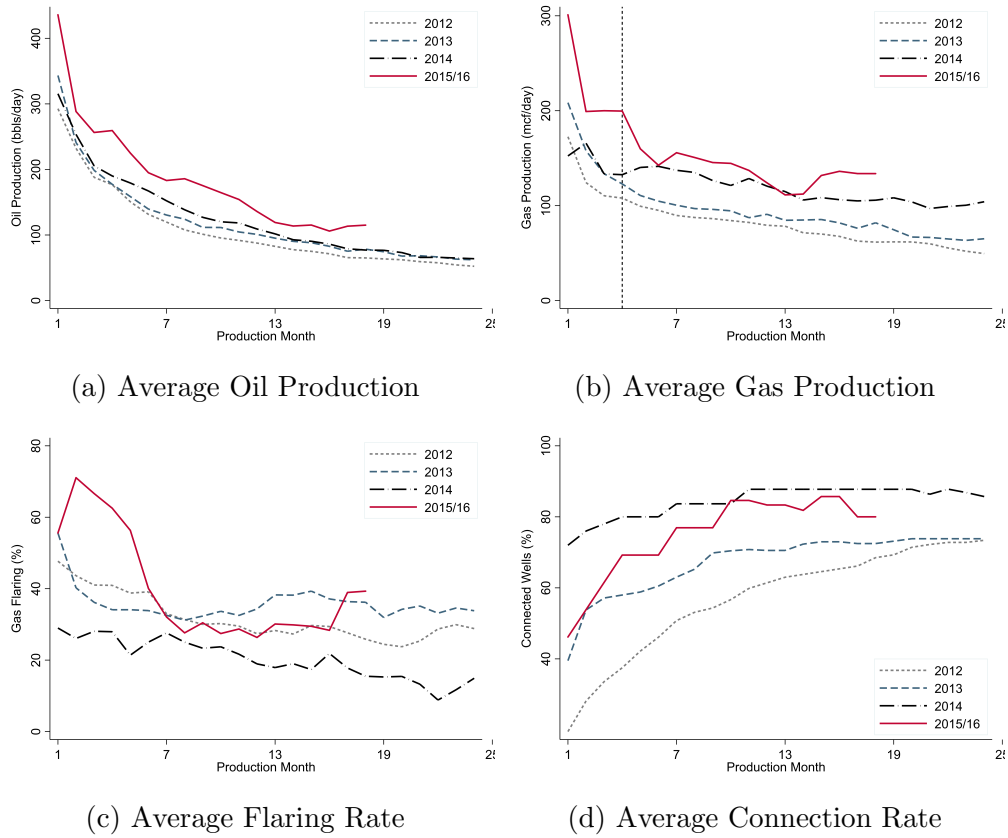 2012
2013
2014
2015/16
Oil Production (bbls/day)
0
100
200
300
400
1 7 13 19 25
Production Month
(a) Average Oil Production
2012
2013
2014
2015/16
Gas Production (mcf/day)
0
100
200
300
1 7 13 19 25
Production Month
(b) Average Gas Production
2012
2013
2014
2015/16
Gas Flaring (%)
0
20
40
60
80
1 7 13 19 25
Production Month
(c) Average Flaring Rate
2012
2013
2014
2015/16
Connected Wells (%)
40
60
80
100
1 7 13 19 25
Production Month
(d) Average Connection Rate